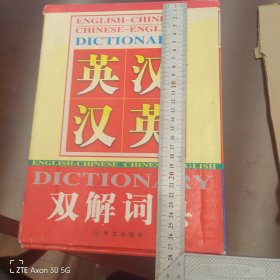 ENGLISH-CHINE
CHINESE-ENGL
DICTIONAR
英汉
汉英
ENGLISH-CHINESE CHINESE-ENGLISH
DICTIONARY
双解词
ZTE Axon 30 5G